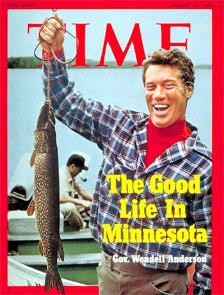 TIME
The Good
Life In
Minnesota
Gov. Wendell Anderson